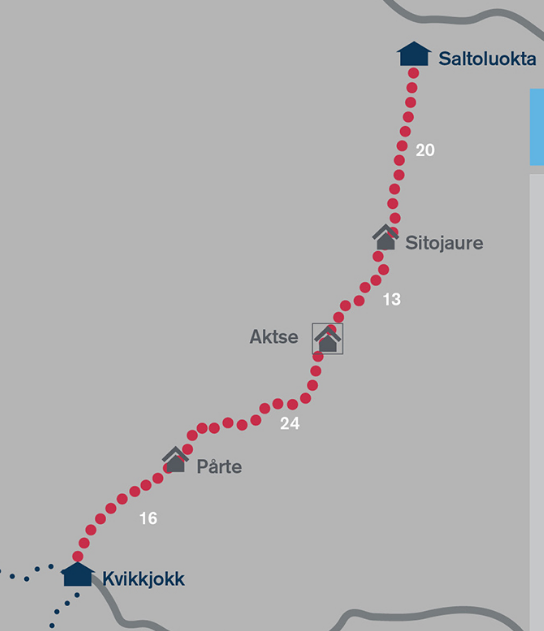 Saltoluokta
20
Sitojaure
13
Aktse
24
Pårte
16
Kvikkjokk